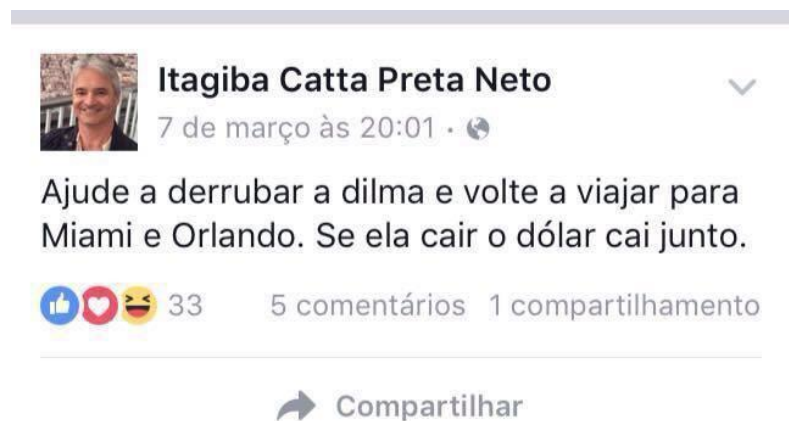 Itagiba Catta Preta Neto
7 de março às 20:01 ·
Ajude a derrubar a dilma e volte a viajar para
Miami e Orlando. Se ela cair o dólar cai junto.
33 5 comentários 1 compartilhamento
Compartilhar